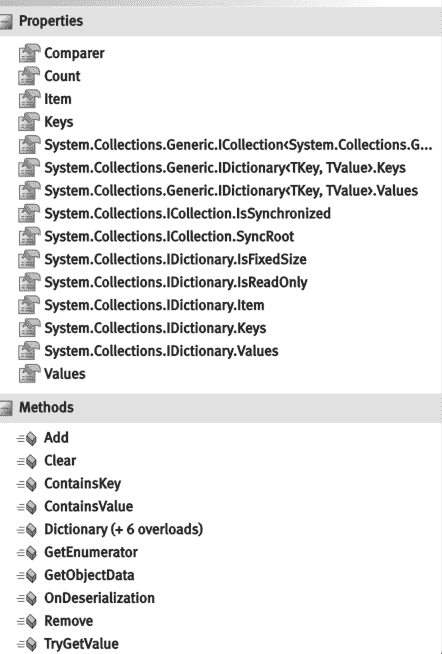 Properties
Comparer
Count
Item
Keys
System.Collections.Generic.ICollection<System.Collections.G...
System.Collections.Generic.IDictionary<TKey, TValue>.Keys
System.Collections.Generic.IDictionary<TKey, TValue>.Values
System.Collections.ICollection.IsSynchronized
System.Collections.ICollection.SyncRoot
System.Collections.IDictionary.IsFixedSize
System.Collections.IDictionary.IsReadOnly
System.Collections.IDictionary.Item
System.Collections.IDictionary.Keys
System.Collections.IDictionary.Values
Values
Methods
Add
Clear
ContainsKey
ContainsValue
Dictionary (+ 6 overloads)
GetEnumerator
GetObjectData
OnDeserialization
Remove
TryGetValue